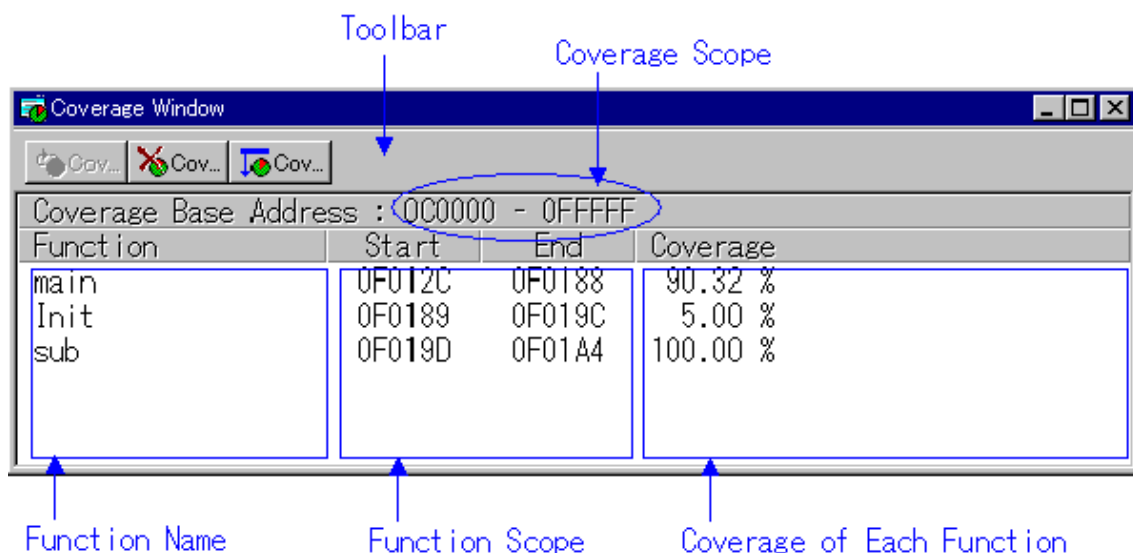 Toolbar
Coverage Scope
Coverage Window
Cov... Cov... Cov...
Coverage Base Address : 0C0000 - 0FFFFF
Function Start End Coverage
main 0F012C 0F0188 90.32 %
Init 0F0189 0F019C 5.00 %
sub 0F019D 0F01A4 100.00 %
Function Name Function Scope Coverage of Each Function